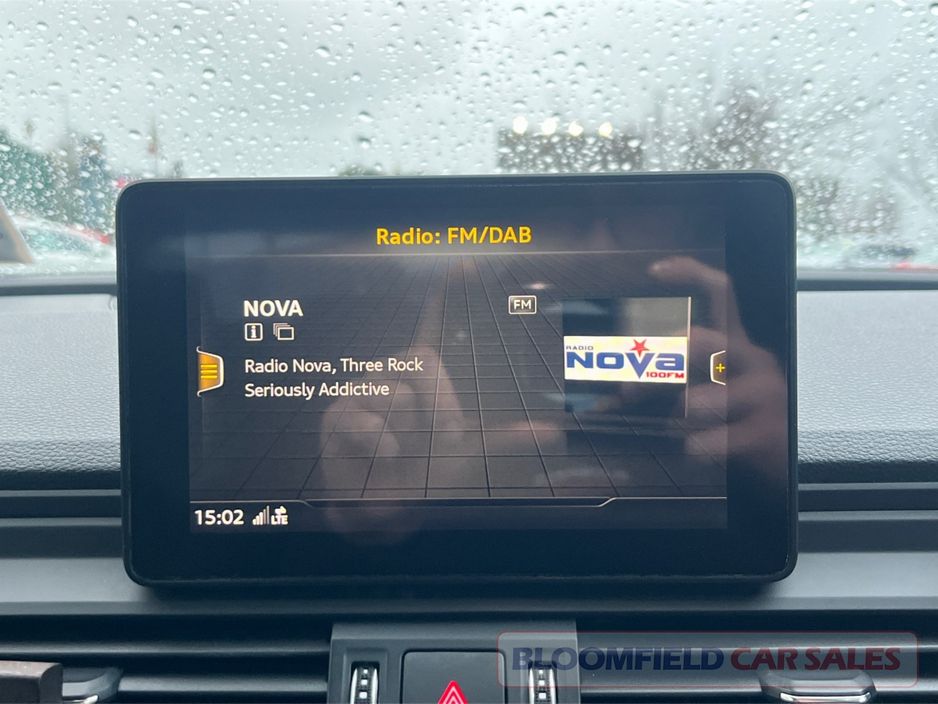 Radio: FM/DAB
NOVA
FM
Radio Nova, Three Rock
Seriously Addictive
RADIO
NOVA
100FM
15:02
LTE
BLOOMFIELD CAR SALES